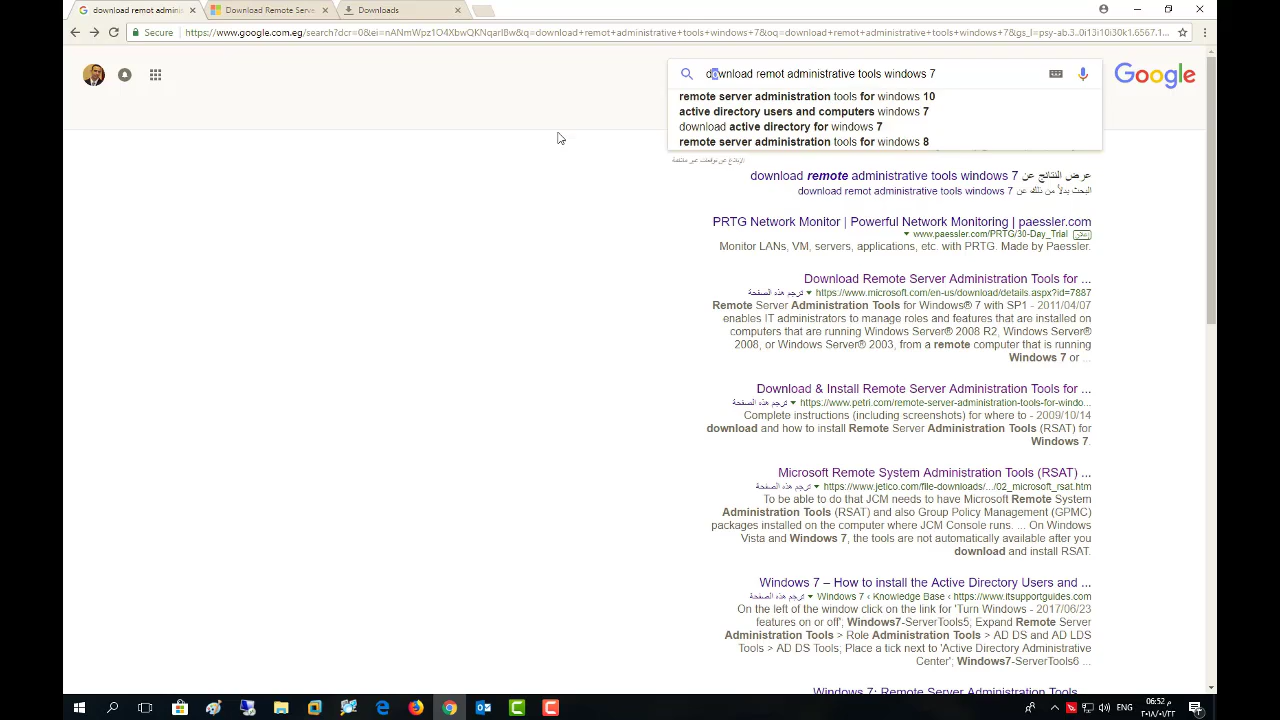 download remot adminis
Download Remote Serve
Downloads
Secure
https://www.google.com.eg/search?dcr=0&ei=nANmWpz1O4XbwQKNqarIBw&q=download+remot+administrative+tools+windows+7&oq=download+remot+administrative+tools+windows+7&gs_l=psy-ab.3..0i13i10i30k1.6567.1...
download remot administrative tools windows 7
Google
remote server administration tools for windows 10
active directory users and computers windows 7
download active directory for windows 7
remote server administration tools for windows 8
الإبلاغ عن توقعات غير ملائمة
عرض النتائج عن download remote administrative tools windows 7
البحث بدلاً من ذلك عن download remot administrative tools windows 7
PRTG Network Monitor | Powerful Network Monitoring | paessler.com
إعلان www.paessler.com/PRTG/30-Day_Trial
Monitor LANs, VM, servers, applications, etc. with PRTG. Made by Paessler.
Download Remote Server Administration Tools for ...
https://www.microsoft.com/en-us/download/details.aspx?id=7887 ترجم هذه الصفحة
Remote Server Administration Tools for Windows® 7 with SP1 - 2011/04/07
enables IT administrators to manage roles and features that are installed on
computers that are running Windows Server® 2008 R2, Windows Server®
2008, or Windows Server® 2003, from a remote computer that is running
Windows 7 or ...
Download & Install Remote Server Administration Tools for ...
https://www.petri.com/remote-server-administration-tools-for-windo... ترجم هذه الصفحة
Complete instructions (including screenshots) for where to - 2009/10/14
download and how to install Remote Server Administration Tools (RSAT) for
Windows 7.
Microsoft Remote System Administration Tools (RSAT) ...
https://www.jetico.com/file-downloads/.../02_microsoft_rsat.htm ترجم هذه الصفحة
To be able to do that JCM needs to have Microsoft Remote System
Administration Tools (RSAT) and also Group Policy Management (GPMC)
packages installed on the computer where JCM Console runs. ... On Windows
Vista and Windows 7, the tools are not automatically available after you
download and install RSAT.
Windows 7 – How to install the Active Directory Users and ...
Windows 7 ‹ Knowledge Base ‹ https://www.itsupportguides.com ترجم هذه الصفحة
On the left of the window click on the link for 'Turn Windows - 2017/06/23
features on or off', Windows7-ServerTools5; Expand Remote Server
Administration Tools > Role Administration Tools > AD DS and AD LDS
Tools > AD DS Tools; Place a tick next to 'Active Directory Administrative
Center'; Windows7-ServerTools6 ...
Windows 7: Remote Server Administration Tools
ENG
06:52 م